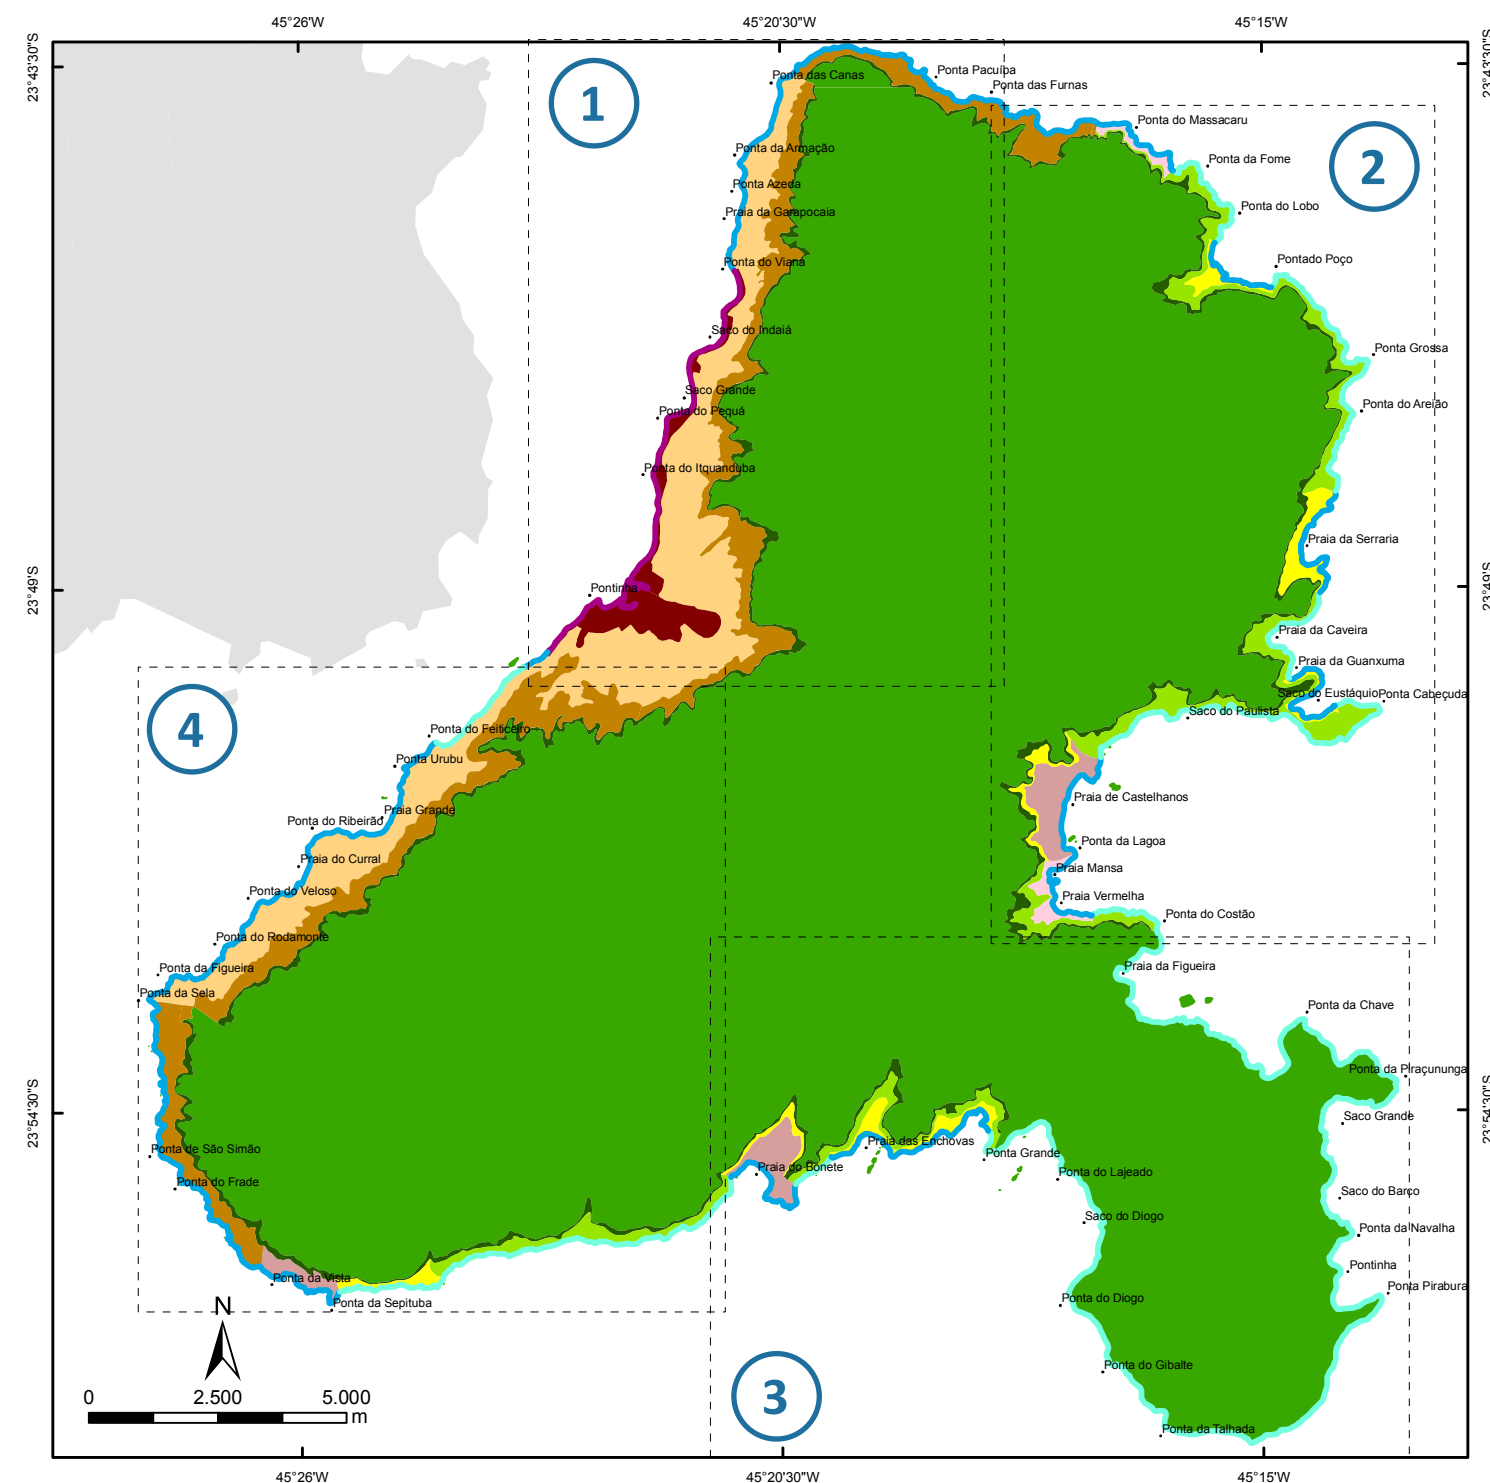 45°26'W
45°20'30"W
45°15'W
23°43'30"S
23°43'30"S
1
Ponta das Canas
Ponta Pacuíba
Ponta das Furnas
2
Ponta do Massacaru
Ponta da Armação
Ponta da Fome
Ponta Azeda
Praia da Garapocaia
Ponta do Lobo
Ponta do Viana
Pontado Poço
Saco do Indaiá
Ponta Grossa
Saco Grande
Ponta do Pequá
Ponta do Areião
Ponta do Itquanduba
Praia da Serraria
23°49'S
23°49'S
Pontinha
Praia da Caveira
Praia da Guanxuma
Saco do Eustáquio
Ponta Cabeçuda
Saco do Paulista
4
Ponta do Feiticeiro
Ponta Urubu
Praia de Castelhanos
Praia Grande
Ponta do Ribeirão
Ponta da Lagoa
Praia do Curral
Praia Mansa
Ponta do Veloso
Praia Vermelha
Ponta do Costão
Ponta do Rodamonte
Ponta da Figueira
Praia da Figueira
Ponta da Sela
Ponta da Chave
Ponta da Piraçununga
23°54'30"S
23°54'30"S
Saco Grande
Praia das Enchovas
Ponta de São Simão
Ponta Grande
Praia do Bonete
Ponta do Lajeado
Ponta do Frade
Saco do Barço
Saco do Diogo
Ponta da Navalha
Pontinha
Ponta da Vista
Ponta Pirabura
Ponta da Sepituba
Ponta do Diogo
N
Ponta do Gibalte
0 2.500 5.000
m
3
Ponta da Talhada
45°26'W
45°20'30"W
45°15'W